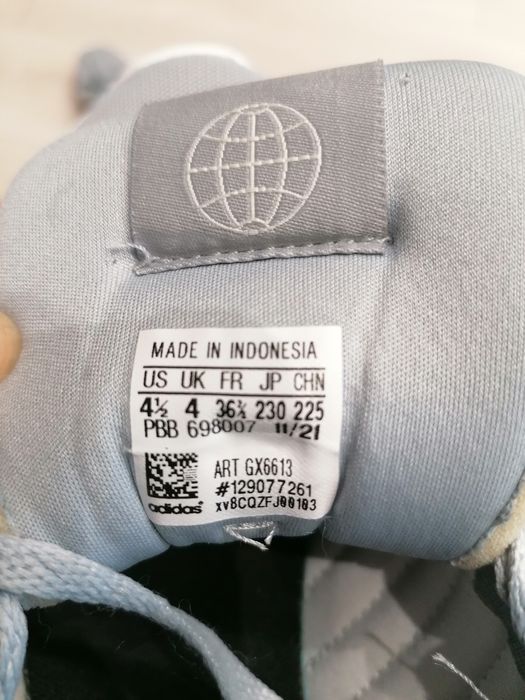 MADE IN INDONESIA
US UK FR JP CHN
4½ 4 36⅔ 230 225
PBB 698007 11/21
ART GX6613
#129077261
adidas xv8CQZFJ00103